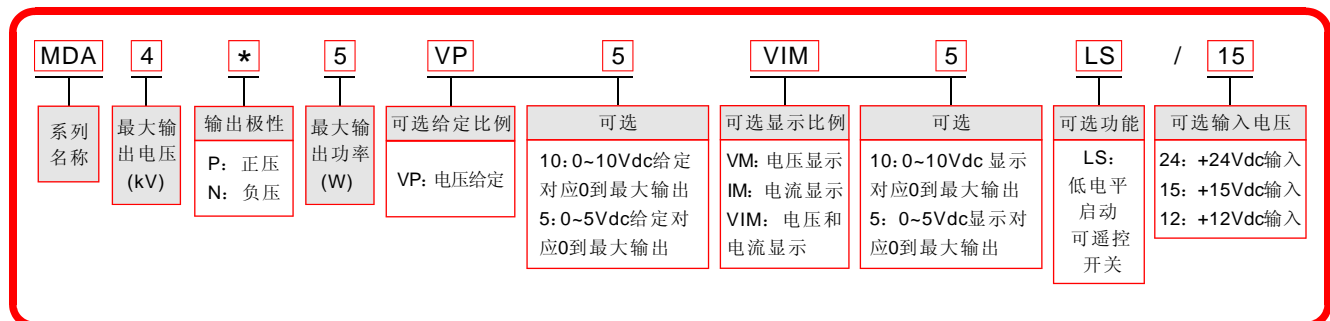 MDA 4 * 5 VP 5 VIM 5 LS / 15
系列
名称
最大输
出电压
(kV)
输出极性
P: 正压
N: 负压
最大输
出功率
(W)
可选给定比例
VP: 电压给定
可选
10: 0~10Vdc给定
对应0到最大输出
5: 0~5Vdc给定对
应0到最大输出
可选显示比例
VM: 电压显示
IM: 电流显示
VIM: 电压和
电流显示
可选
10: 0~10Vdc 显示
对应0到最大输出
5: 0~5Vdc显示对
应0到最大输出
可选功能
LS:
低电平
启动
可遥控
开关
可选输入电压
24: +24Vdc输入
15: +15Vdc输入
12: +12Vdc输入